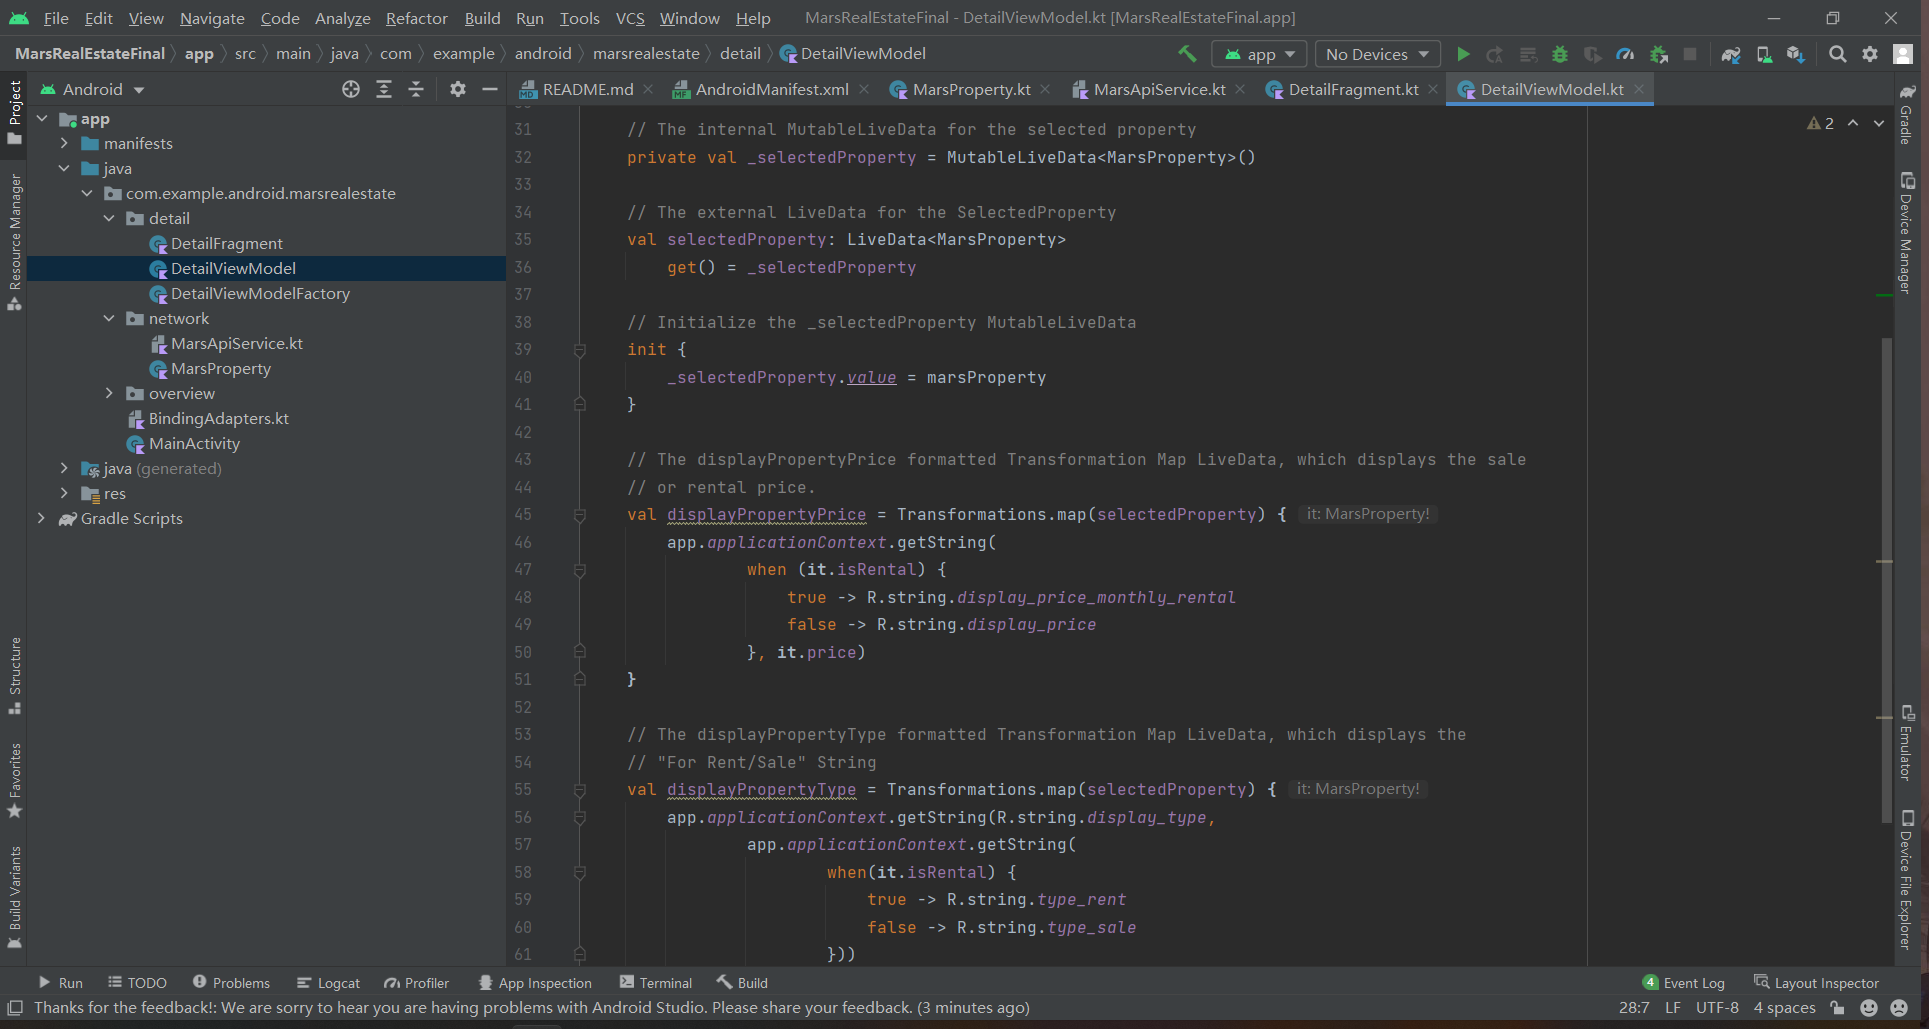 File Edit View Navigate Code Analyze Refactor Build Run Tools VCS Window Help MarsRealEstateFinal - DetailViewModel.kt [MarsRealEstateFinal.app]
MarsRealEstateFinal app src main java com example android marsrealestate detail DetailViewModel app No Devices
Android
README.md AndroidManifest.xml MarsProperty.kt MarsApiService.kt DetailFragment.kt DetailViewModel.kt
Project
Resource Manager
Structure
Favorites
Build Variants
app
manifests
java
com.example.android.marsrealestate
detail
DetailFragment
DetailViewModel
DetailViewModelFactory
network
MarsApiService.kt
MarsProperty
overview
BindingAdapters.kt
MainActivity
java (generated)
res
Gradle Scripts
2
31 // The internal MutableLiveData for the selected property
32 private val _selectedProperty = MutableLiveData<MarsProperty>()
33
34 // The external LiveData for the SelectedProperty
35 val selectedProperty: LiveData<MarsProperty>
36 get() = _selectedProperty
37
38 // Initialize the _selectedProperty MutableLiveData
39 init {
40 _selectedProperty.value = marsProperty
41 }
42
43 // The displayPropertyPrice formatted Transformation Map LiveData, which displays the sale
44 // or rental price.
45 val displayPropertyPrice = Transformations.map(selectedProperty) { it: MarsProperty!
46 app.applicationContext.getString(
47 when (it.isRental) {
48 true -> R.string.display_price_monthly_rental
49 false -> R.string.display_price
50 }, it.price)
51 }
52
53 // The displayPropertyType formatted Transformation Map LiveData, which displays the
54 // "For Rent/Sale" String
55 val displayPropertyType = Transformations.map(selectedProperty) { it: MarsProperty!
56 app.applicationContext.getString(R.string.display_type,
57 app.applicationContext.getString(
58 when(it.isRental) {
59 true -> R.string.type_rent
60 false -> R.string.type_sale
61 }))
Gradle
Device Manager
Emulator
Device File Explorer
Run TODO Problems Logcat Profiler App Inspection Terminal Build 4 Event Log Layout Inspector
Thanks for the feedback!: We are sorry to hear you are having problems with Android Studio. Please share your feedback. (3 minutes ago) 28:7 LF UTF-8 4 spaces